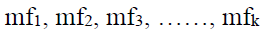 mf₁, mf₂, mf₃, ……, mfₖ